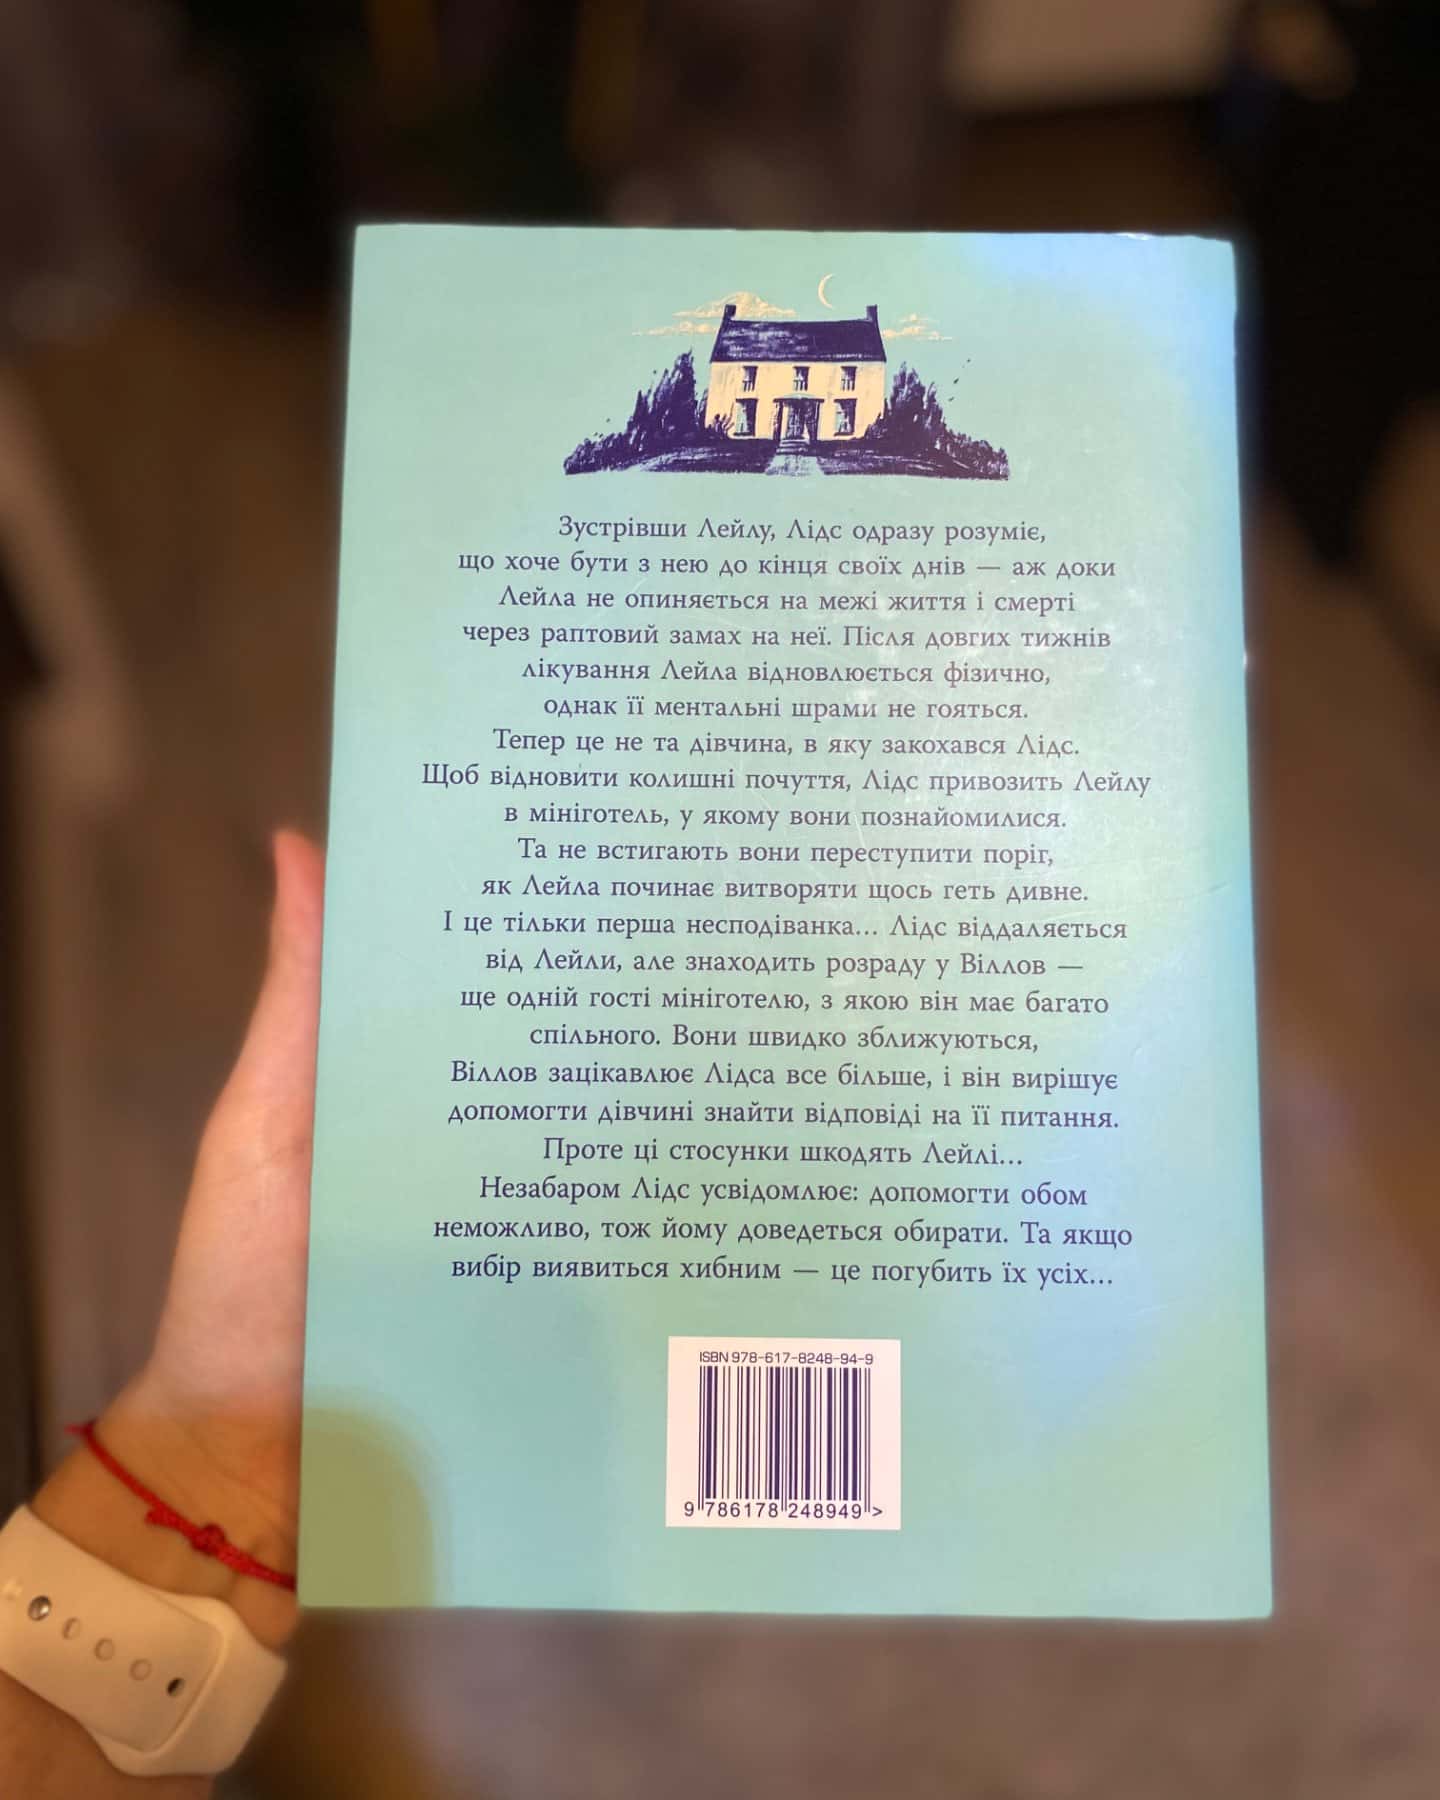 Зустрівши Лейлу, Лідс одразу розуміє,
що хоче бути з нею до кінця своїх днів — аж доки
Лейла не опиняється на межі життя і смерті
через раптовий замах на неї. Після довгих тижнів
лікування Лейла відновлюється фізично,
однак її ментальні шрами не гояться.
Тепер це не та дівчина, в яку закохався Лідс.
Щоб відновити колишні почуття, Лідс привозить Лейлу
в мініготель, у якому вони познайомилися.
Та не встигають вони переступити поріг,
як Лейла починає витворяти щось геть дивне.
І це тільки перша несподіванка... Лідс віддаляється
від Лейли, але знаходить розраду у Віллов —
ще одній гості мініготелю, з якою він має багато
спільного. Вони швидко зближуються,
Віллов зацікавлює Лідса все більше, і він вирішує
допомогти дівчині знайти відповіді на її питання.
Проте ці стосунки шкодять Лейлі...
Незабаром Лідс усвідомлює: допомогти обом
неможливо, тож йому доведеться обирати. Та якщо
вибір виявиться хибним — це погубить їх усіх...
ISBN 978-617-8248-94-9
9 786178 248949 >